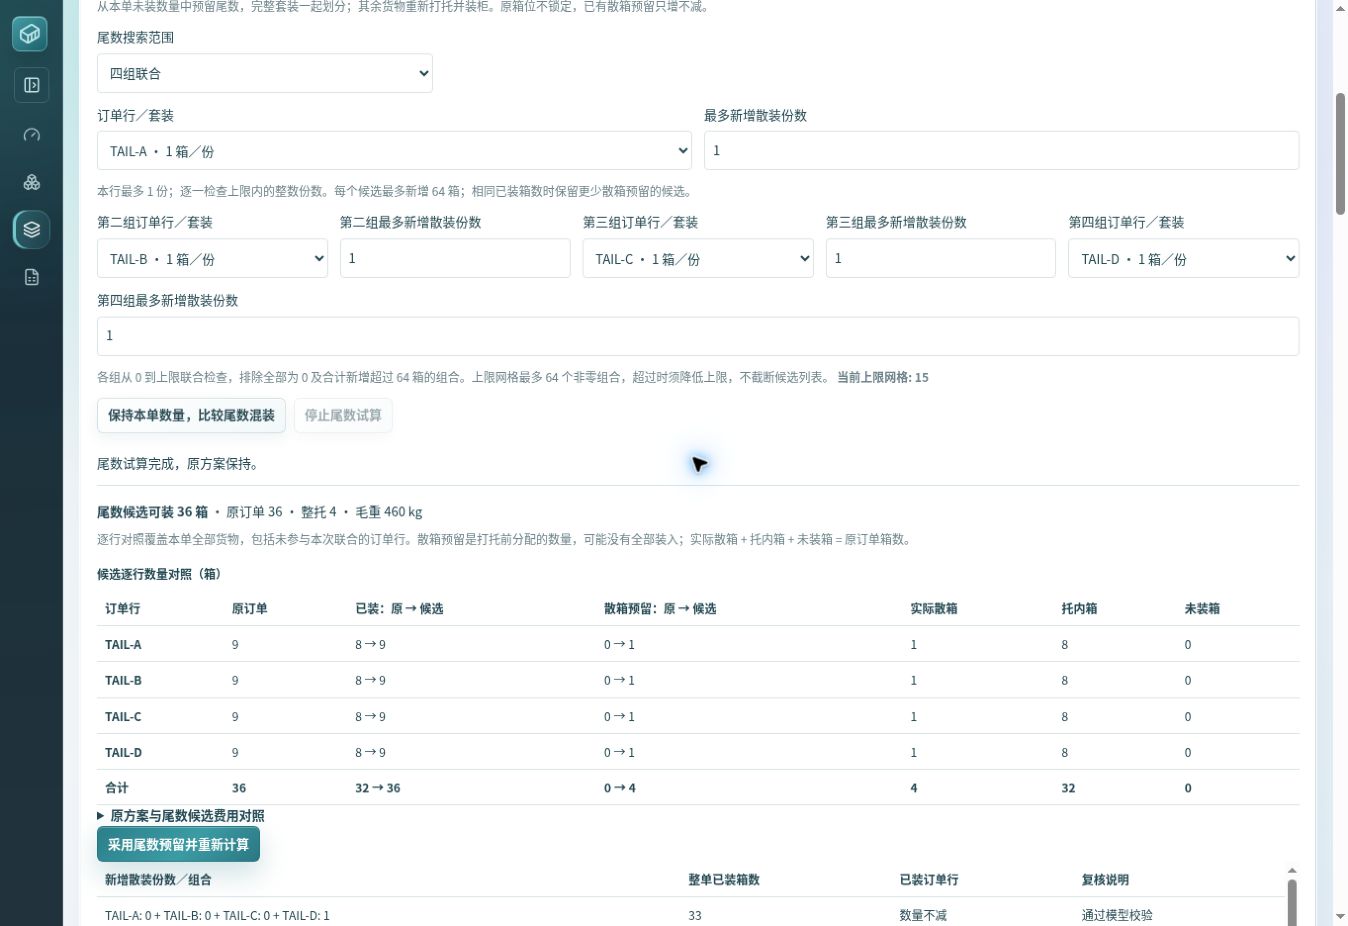 从本单未装数量中预留尾数，完整套装一起划分；其余货物重新打托并装柜。原箱位不锁定，已有散箱预留只增不减。
尾数搜索范围
四组联合
订单行／套装 最多新增散装份数
TAIL-A · 1 箱／份 1
本行最多 1 份；逐一检查上限内的整数份数。每个候选最多新增 64 箱；相同已装箱数时保留更少散箱预留的候选。
第二组订单行／套装 第二组最多新增散装份数 第三组订单行／套装 第三组最多新增散装份数 第四组订单行／套装
TAIL-B · 1 箱／份 1 TAIL-C · 1 箱／份 1 TAIL-D · 1 箱／份
第四组最多新增散装份数
1
各组从 0 到上限联合检查，排除全部为 0 及合计新增超过 64 箱的组合。上限网格最多 64 个非零组合，超过时须降低上限，不截断候选列表。 当前上限网格: 15
保持本单数量，比较尾数混装 停止尾数试算
尾数试算完成，原方案保持。
尾数候选可装 36 箱 · 原订单 36 · 整托 4 · 毛重 460 kg
逐行对照覆盖本单全部货物，包括未参与本次联合的订单行。散箱预留是打托前分配的数量，可能没有全部装入；实际散箱 + 托内箱 + 未装箱 = 原订单箱数。
候选逐行数量对照（箱）
订单行 原订单 已装：原 → 候选 散箱预留：原 → 候选 实际散箱 托内箱 未装箱
TAIL-A 9 8 → 9 0 → 1 1 8 0
TAIL-B 9 8 → 9 0 → 1 1 8 0
TAIL-C 9 8 → 9 0 → 1 1 8 0
TAIL-D 9 8 → 9 0 → 1 1 8 0
合计 36 32 → 36 0 → 4 4 32 0
▶ 原方案与尾数候选费用对照
采用尾数预留并重新计算
新增散装份数／组合 整单已装箱数 已装订单行 复核说明
TAIL-A: 0 + TAIL-B: 0 + TAIL-C: 0 + TAIL-D: 1 33 数量不减 通过模型校验